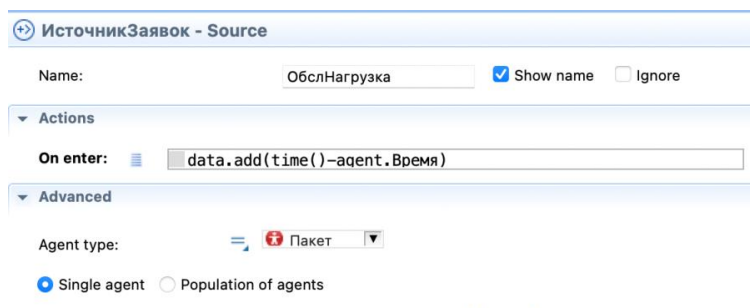 ИсточникЗаявок - Source
Name: ОбслНагрузка Show name Ignore
Actions
On enter: data.add(time()-agent.Время)
Advanced
Agent type: Пакет
Single agent Population of agents